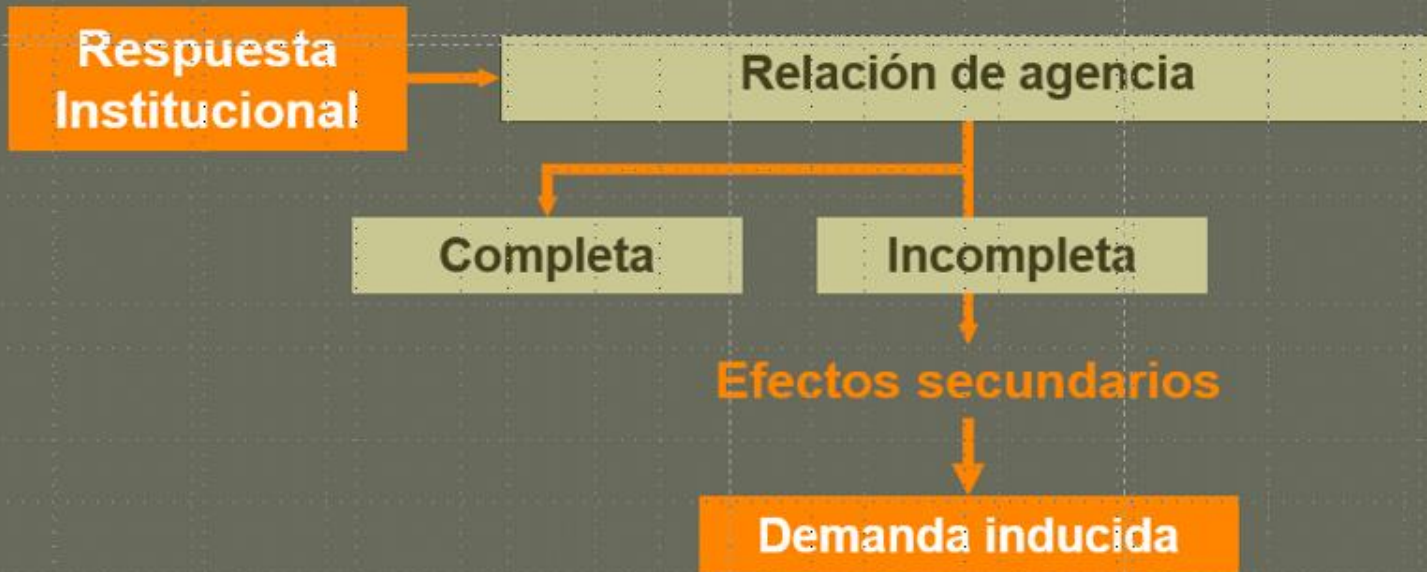 Respuesta
Institucional
Relación de agencia
Completa
Incompleta
Efectos secundarios
Demanda inducida